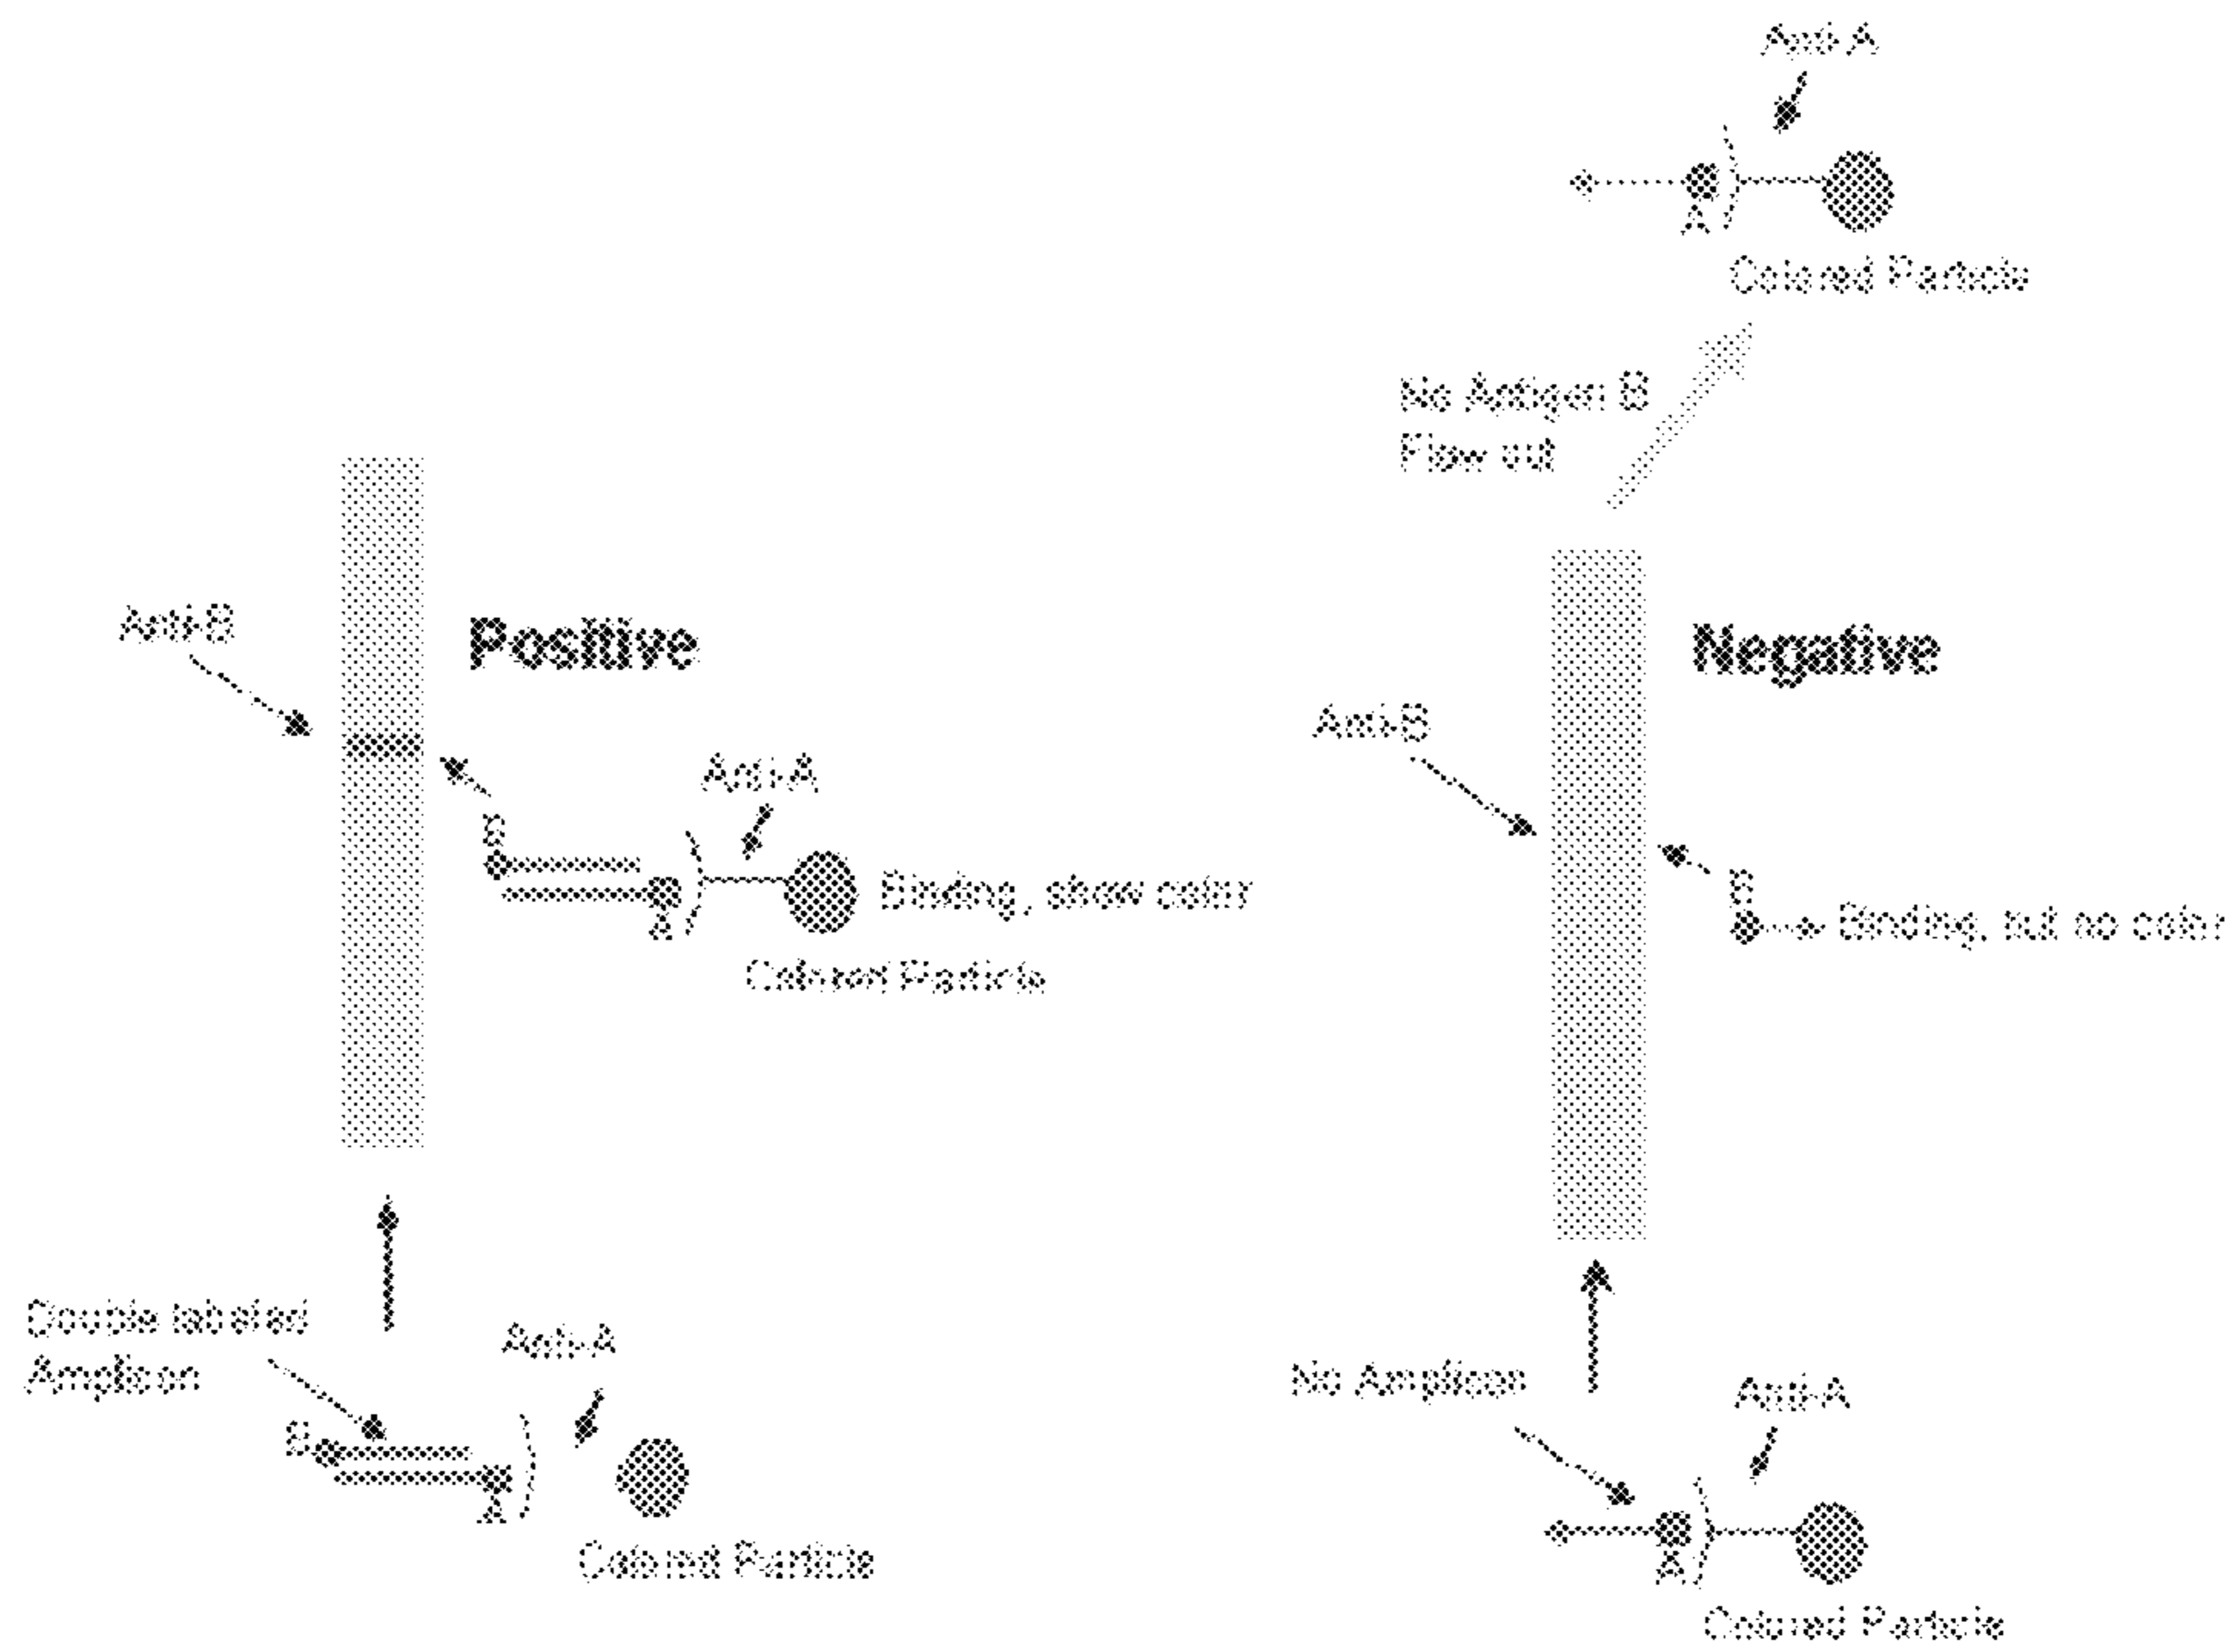 Anti-B
Positive
B
Anti-A
A
Binding, show color
Colored Particle
Double labeled
Amplicon
B
Anti-A
A
Colored Particle
Anti-A
A
Colored Particle
No Antigen B
Flow out
Negative
Anti-B
B
Binding, but no color
No Amplicon
Anti-A
A
Colored Particle